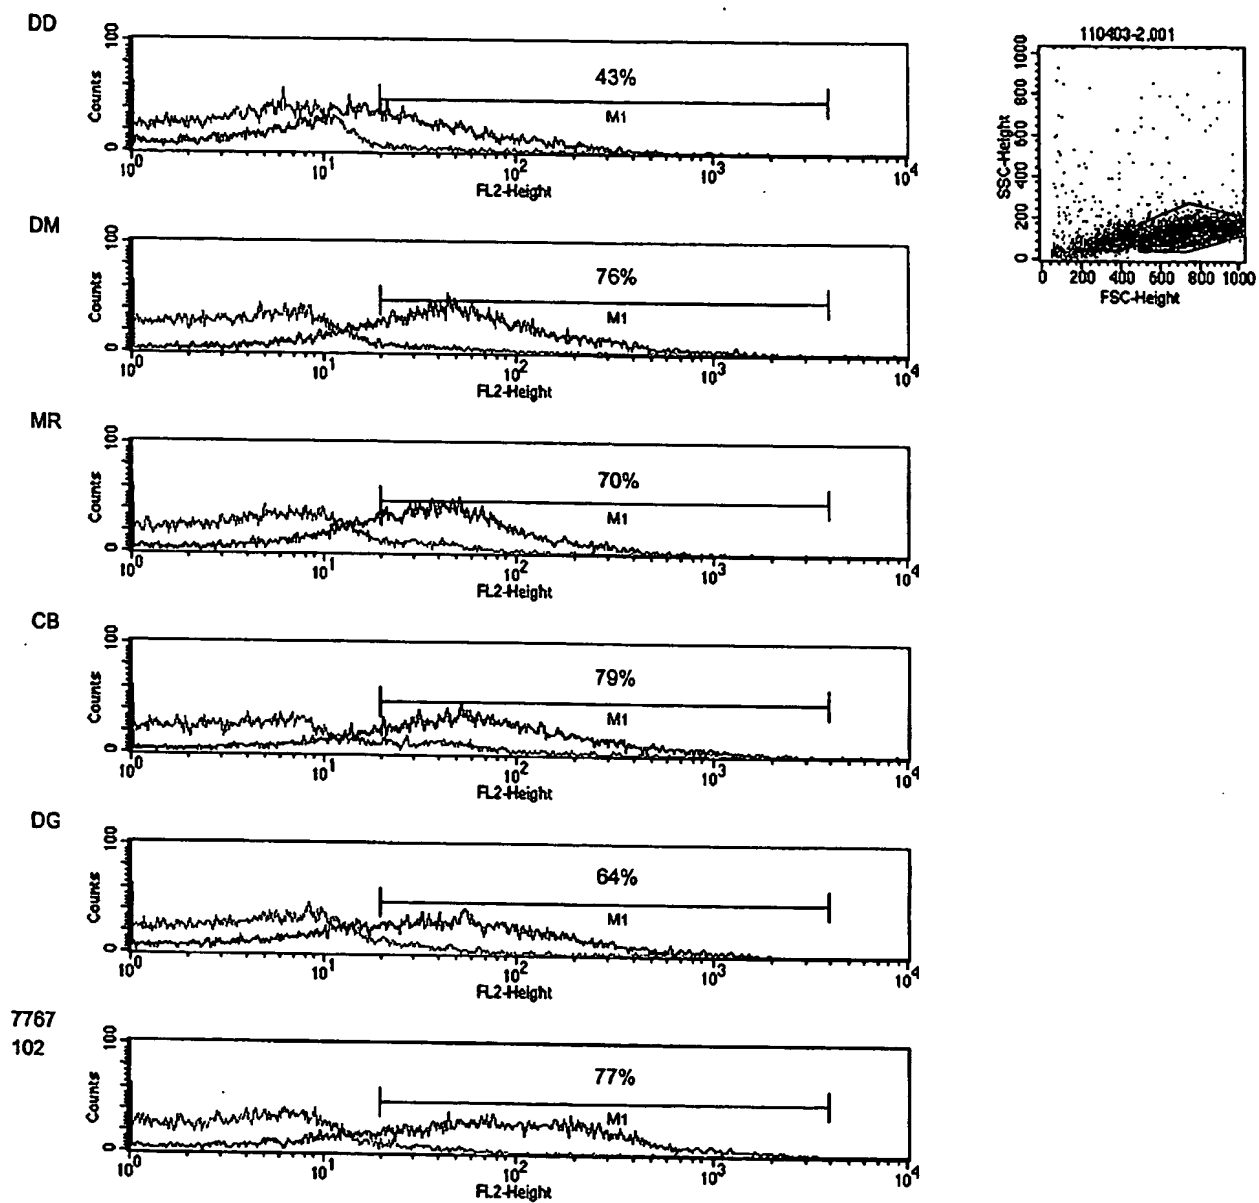 DD
100
Counts
0
43%
M1
10^0 10^1 10^2 10^3 10^4
FL2-Height
110403-2.001
SSC-Height
0 200 400 600 800 1000
0 200 400 600 800 1000
FSC-Height
DM
100
Counts
0
76%
M1
10^0 10^1 10^2 10^3 10^4
FL2-Height
MR
100
Counts
0
70%
M1
10^0 10^1 10^2 10^3 10^4
FL2-Height
CB
100
Counts
0
79%
M1
10^0 10^1 10^2 10^3 10^4
FL2-Height
DG
100
Counts
0
64%
M1
10^0 10^1 10^2 10^3 10^4
FL2-Height
7767
102
100
Counts
0
77%
M1
10^0 10^1 10^2 10^3 10^4
FL2-Height